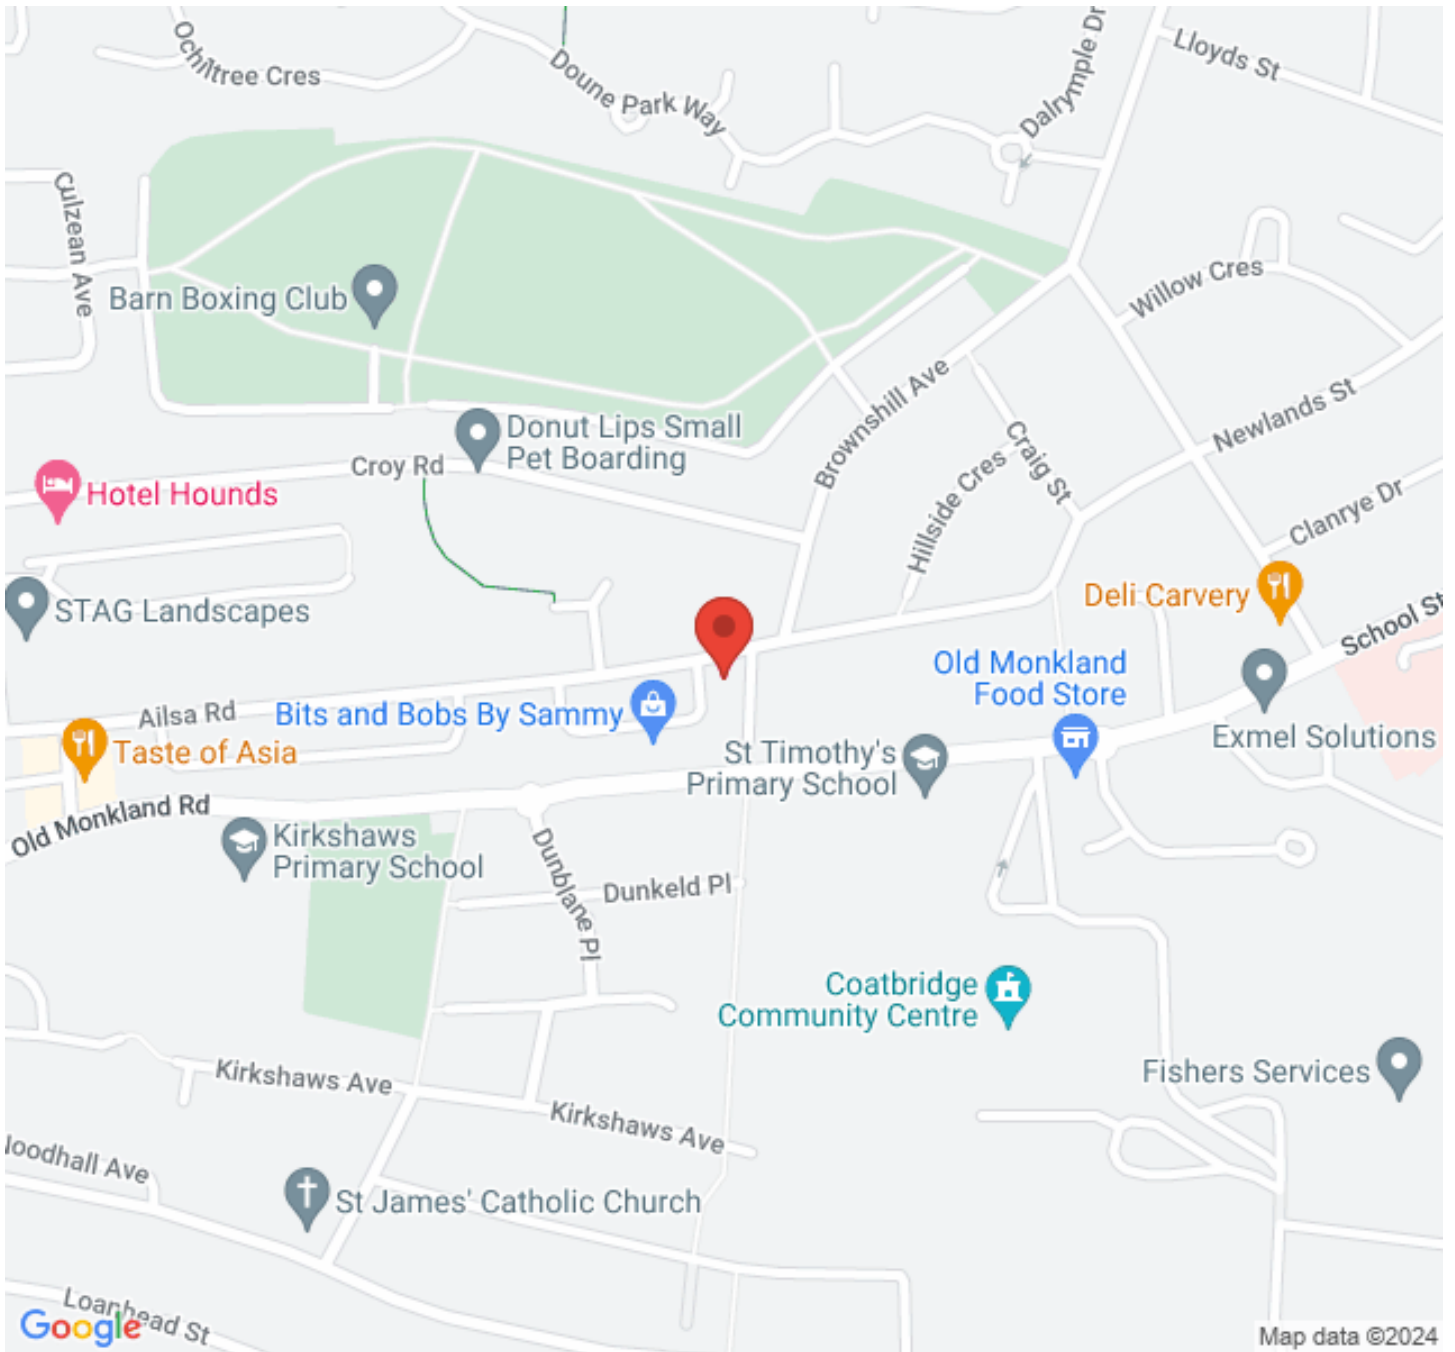 Ochiltree Cres
Doune Park Way
Dalrymple Dr
Lloyds St
Culzean Ave
Barn Boxing Club
Willow Cres
Brownshill Ave
Newlands St
Donut Lips Small
Pet Boarding
Croy Rd
Craig St
Hillside Cres
Hotel Hounds
Clanrye Dr
STAG Landscapes
Deli Carvery
School St
Old Monkland
Food Store
Ailsa Rd
Bits and Bobs By Sammy
Exmel Solutions
Taste of Asia
St Timothy's
Primary School
Old Monkland Rd
Kirkshaws
Primary School
Dunblane Pl
Dunkeld Pl
Coatbridge
Community Centre
Kirkshaws Ave
Fishers Services
Kirkshaws Ave
Woodhall Ave
St James' Catholic Church
Loanhead St
Google
Map data ©2024